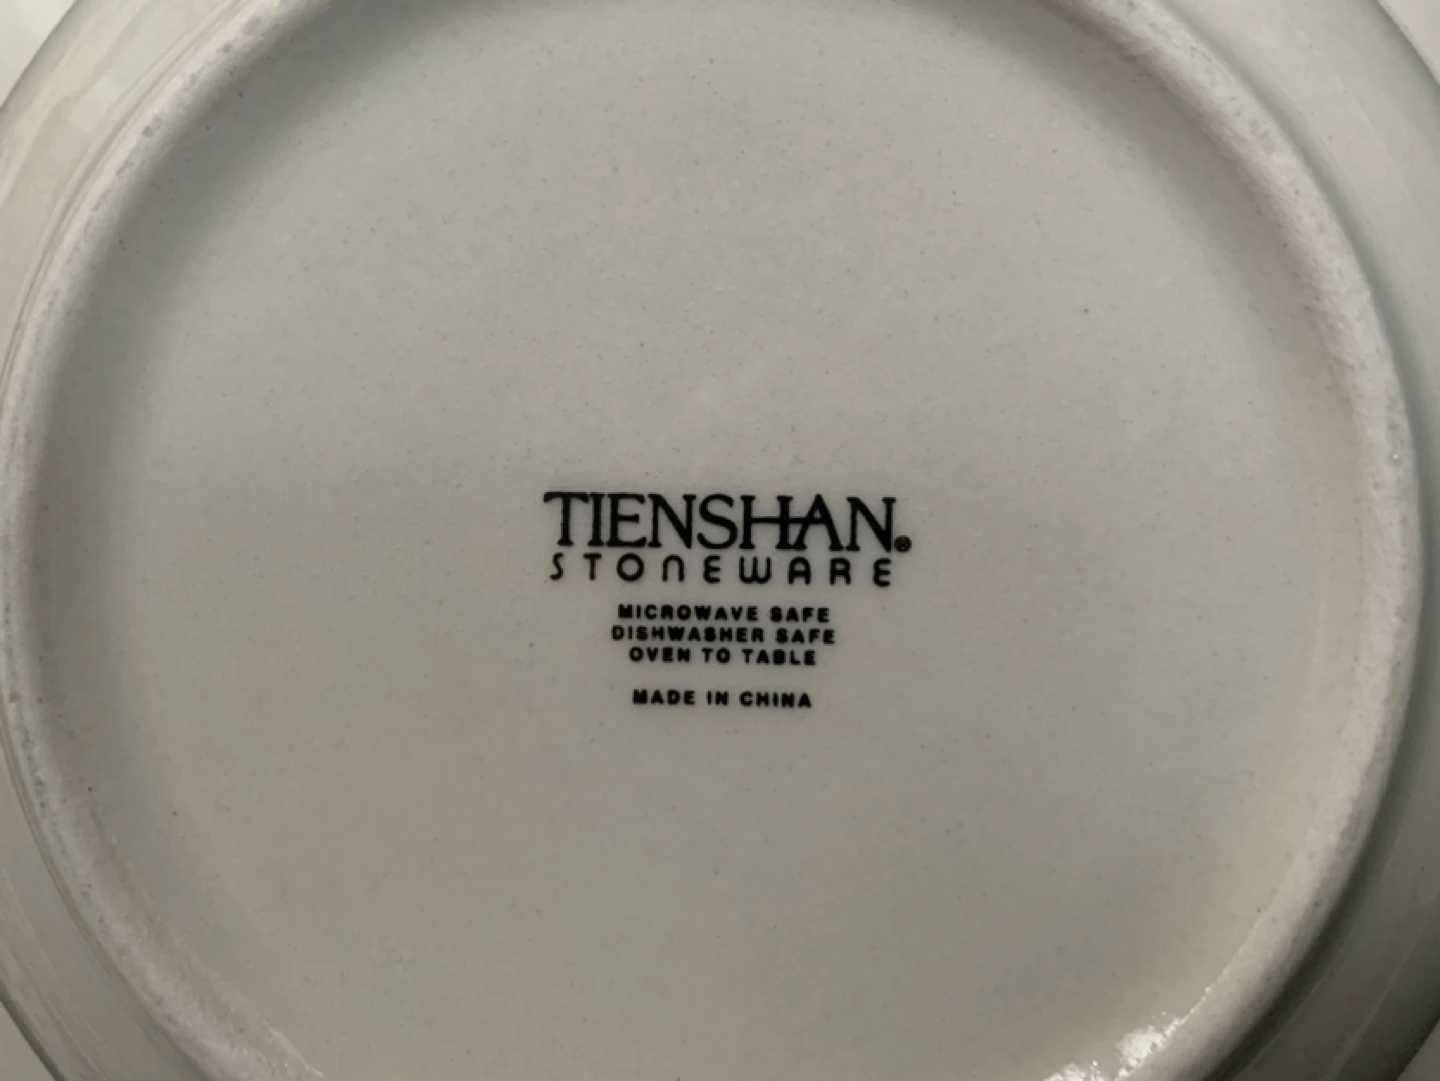 TIENSHAN®
STONEWARE
MICROWAVE SAFE
DISHWASHER SAFE
OVEN TO TABLE
MADE IN CHINA